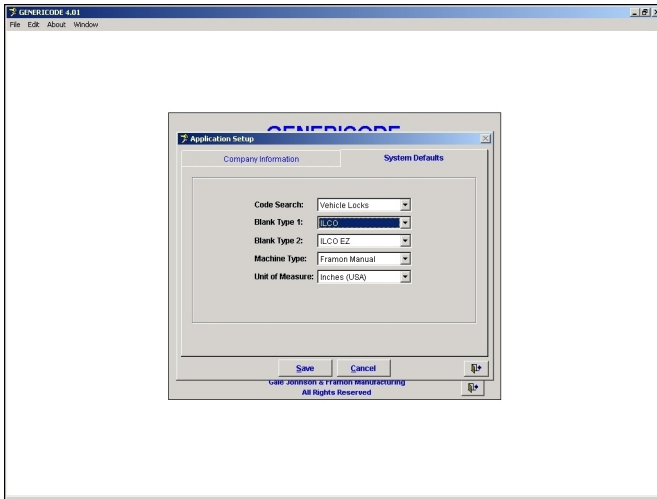 GENERICODE 4.01
File Edit About Window
GENERICODE
Application Setup
Company Information System Defaults
Code Search: Vehicle Locks
Blank Type 1: ILCO
Blank Type 2: ILCO EZ
Machine Type: Framon Manual
Unit of Measure: Inches (USA)
Save Cancel
Gale Johnson & Framon Manufacturing
All Rights Reserved